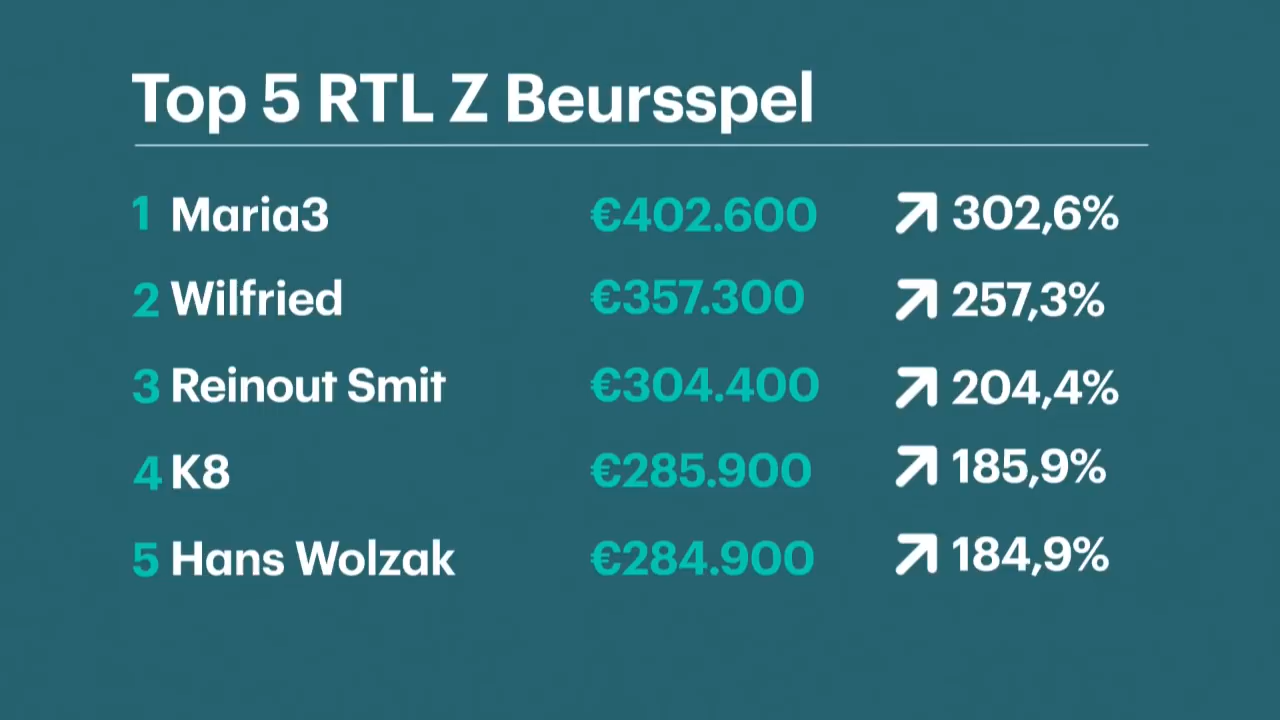 Top 5 RTL Z Beursspel
1 Maria3 €402.600 302,6%
2 Wilfried €357.300 257,3%
3 Reinout Smit €304.400 204,4%
4 K8 €285.900 185,9%
5 Hans Wolzak €284.900 184,9%